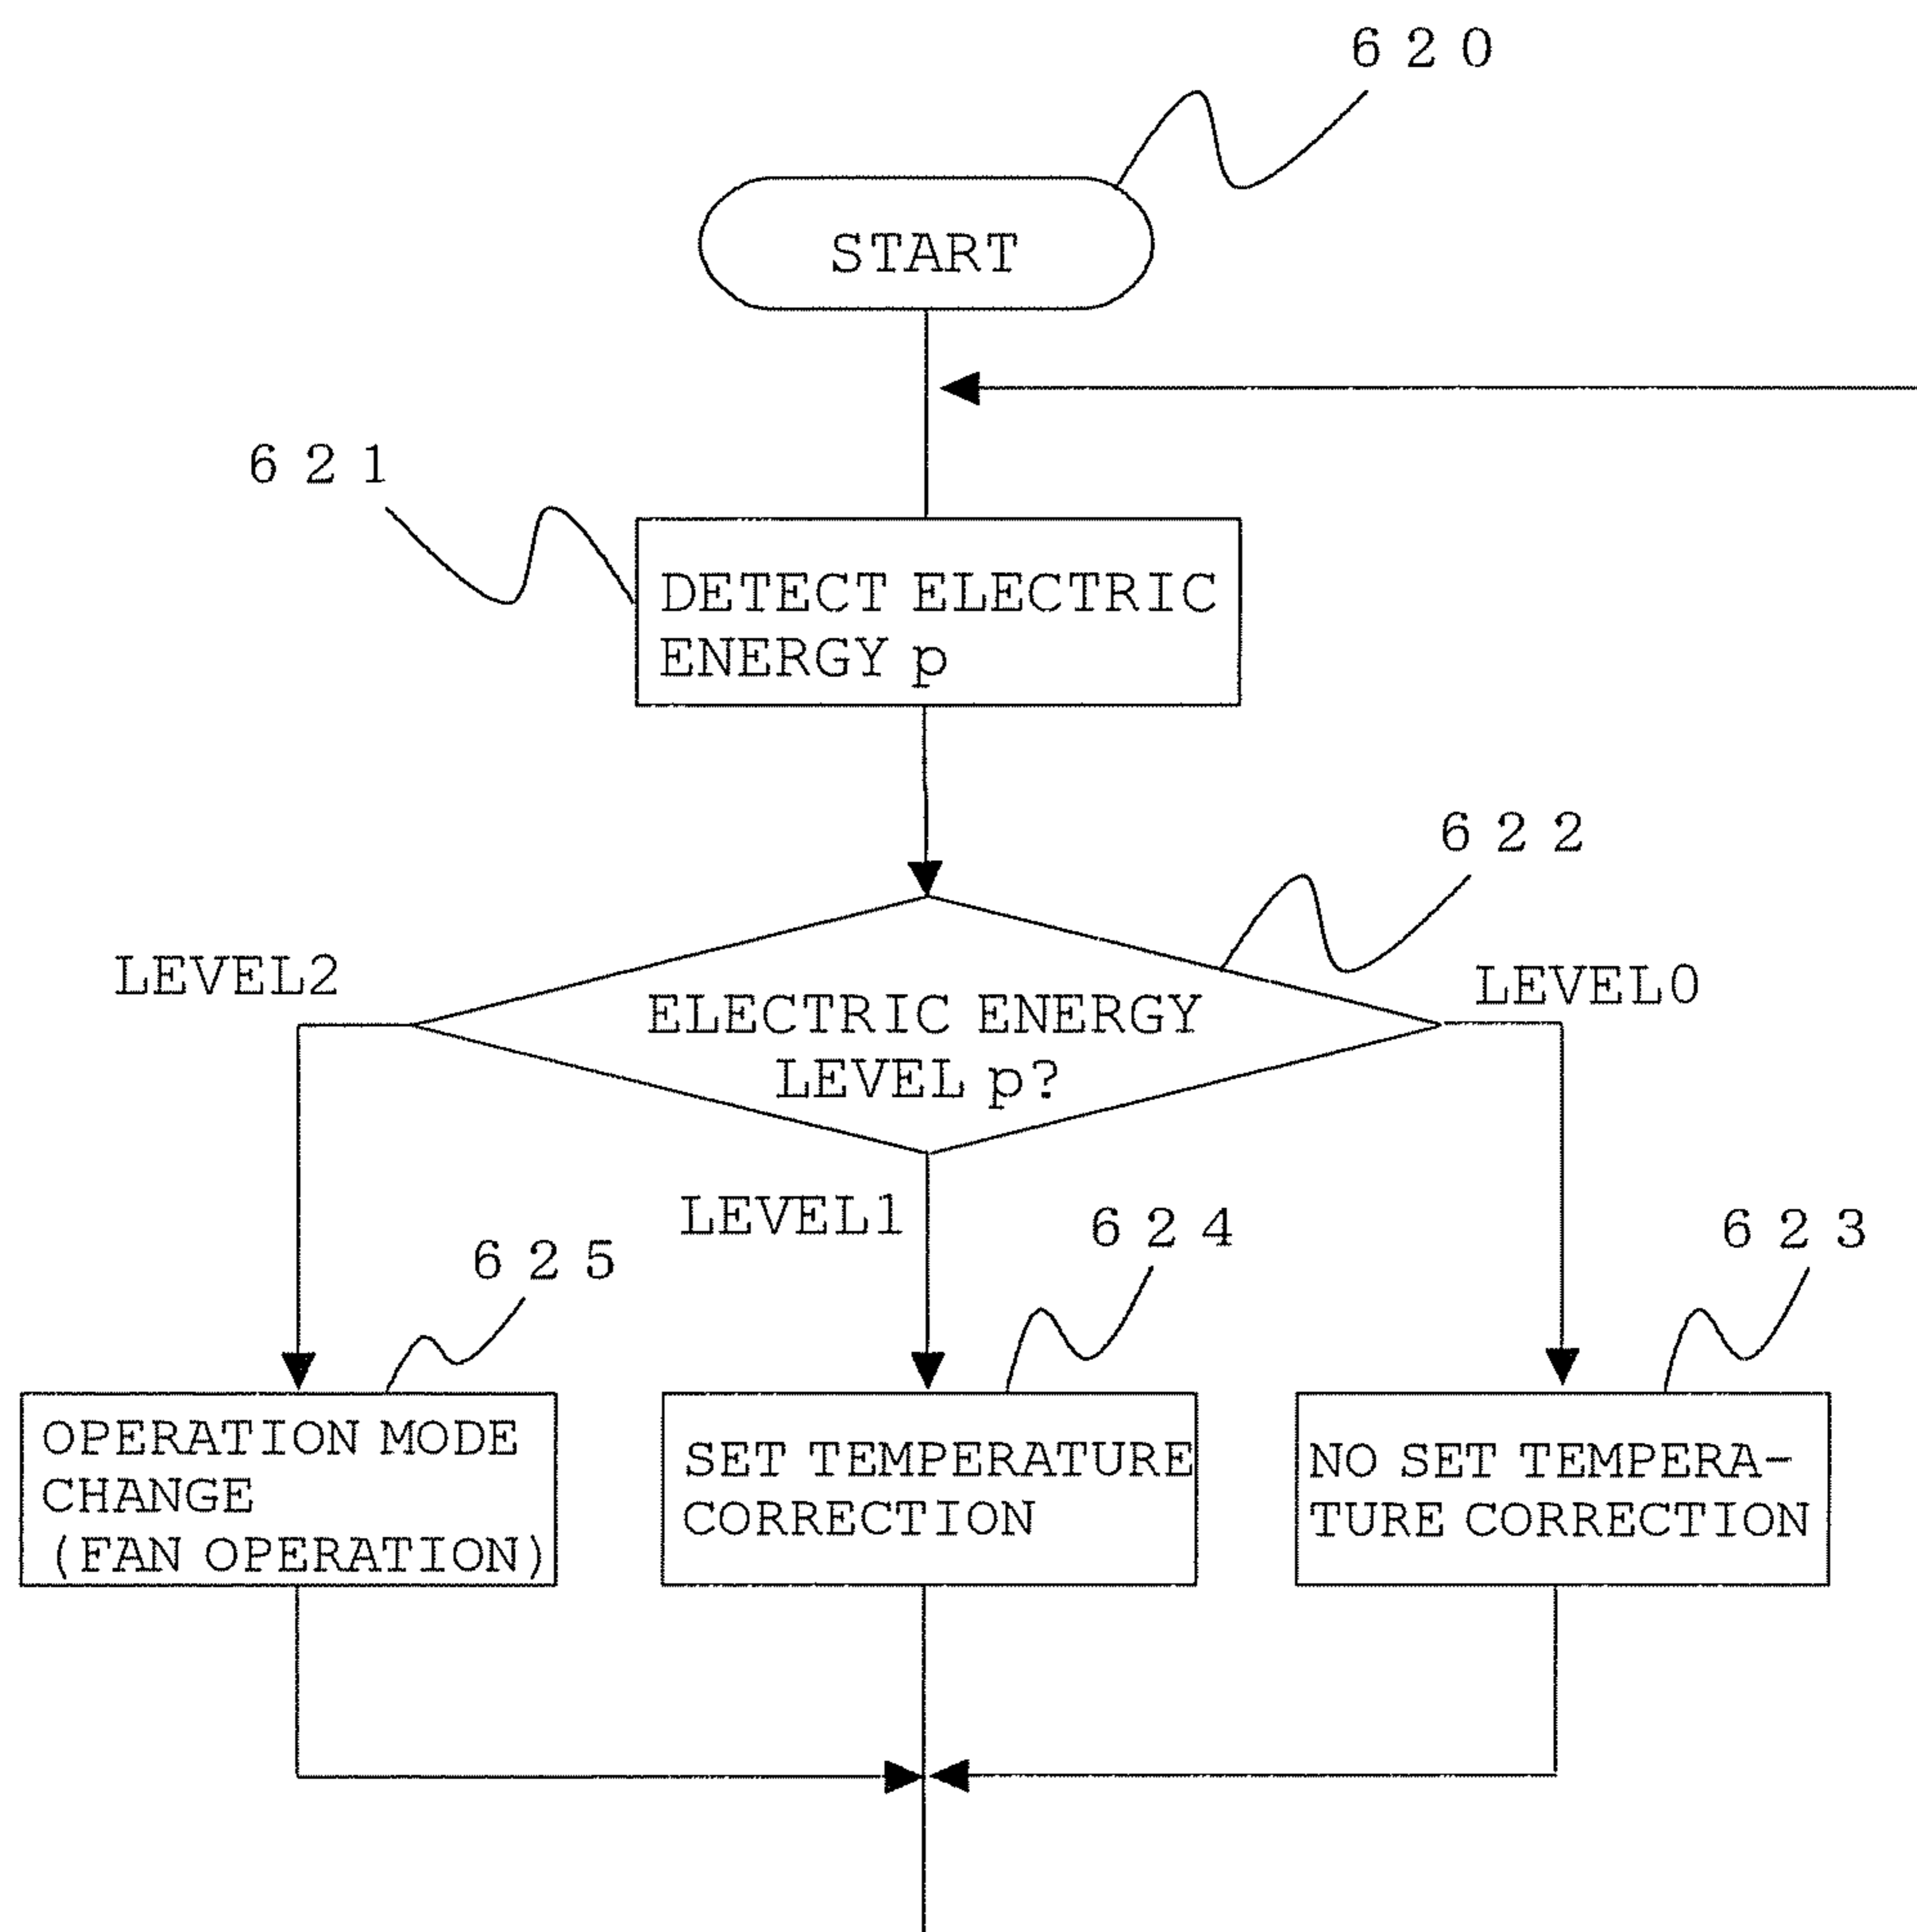 620
START
621
DETECT ELECTRIC
ENERGY p
622
LEVEL2
LEVEL0
ELECTRIC ENERGY
LEVEL p?
LEVEL1
625
624
623
OPERATION MODE
CHANGE
(FAN OPERATION)
SET TEMPERATURE
CORRECTION
NO SET TEMPERA-
TURE CORRECTION